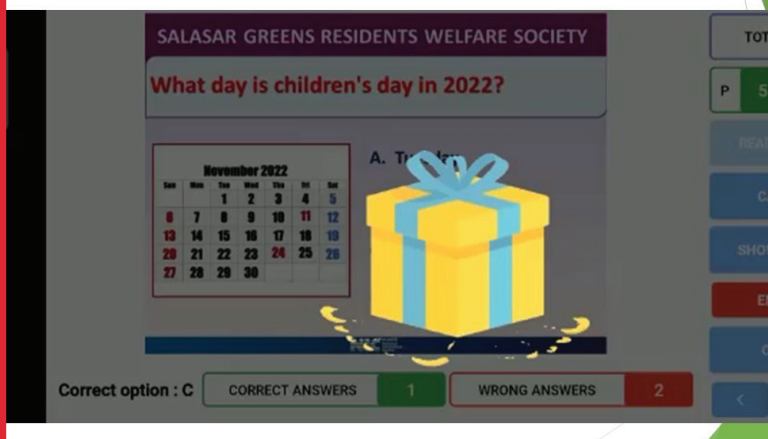 SALASAR GREENS RESIDENTS WELFARE SOCIETY
What day is children's day in 2022?
A.
November 2022
Sun Mon Tue Wed Thu Fri Sat
1 2 3 4 5
6 7 8 9 10 11 12
13 14 15 16 17 18 19
20 21 22 23 24 25 26
27 28 29 30
Correct option : C
CORRECT ANSWERS 1
WRONG ANSWERS 2
P 5